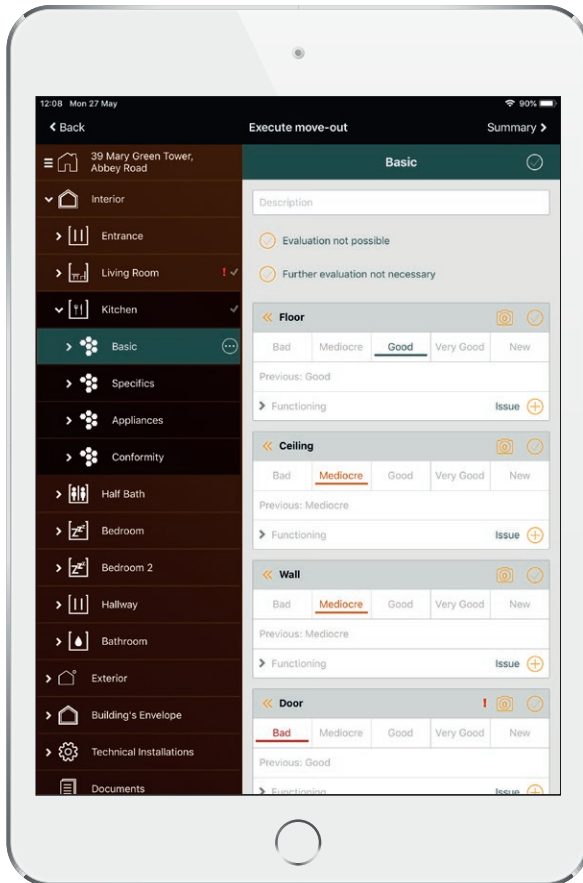 12:08 Mon 27 May
90%
Back
Execute move-out
Summary
39 Mary Green Tower,
Abbey Road
Interior
Entrance
Living Room !
Kitchen
Basic
Specifics
Appliances
Conformity
Half Bath
Bedroom
Bedroom 2
Hallway
Bathroom
Exterior
Building's Envelope
Technical Installations
Documents
Basic
Description
Evaluation not possible
Further evaluation not necessary
Floor
Bad Mediocre Good Very Good New
Previous: Good
Functioning Issue
Ceiling
Bad Mediocre Good Very Good New
Previous: Mediocre
Functioning Issue
Wall
Bad Mediocre Good Very Good New
Previous: Mediocre
Functioning Issue
Door !
Bad Mediocre Good Very Good New
Previous: Good
Functioning Issue